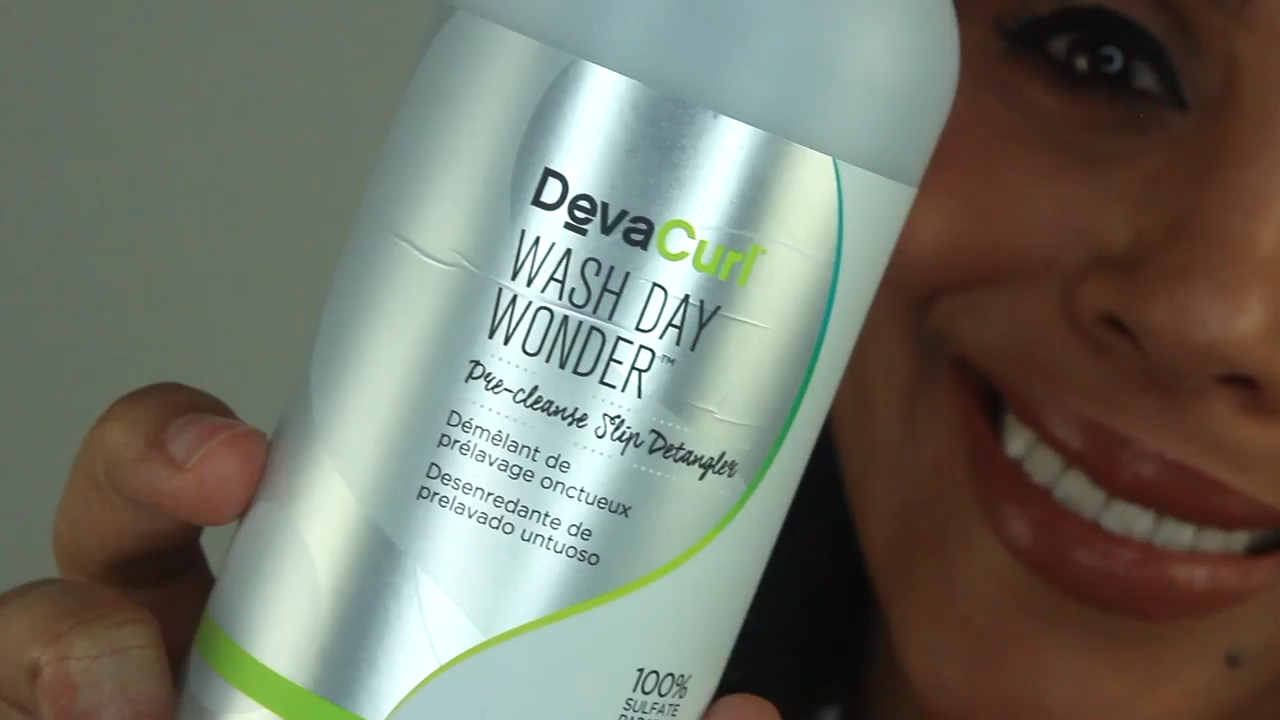 DevaCurl
WASH DAY
WONDER™
Pre-cleanse Slip Detangler
Démêlant de
prélavage onctueux
Desenredante de
prelavado untuoso
100%
SULFATE